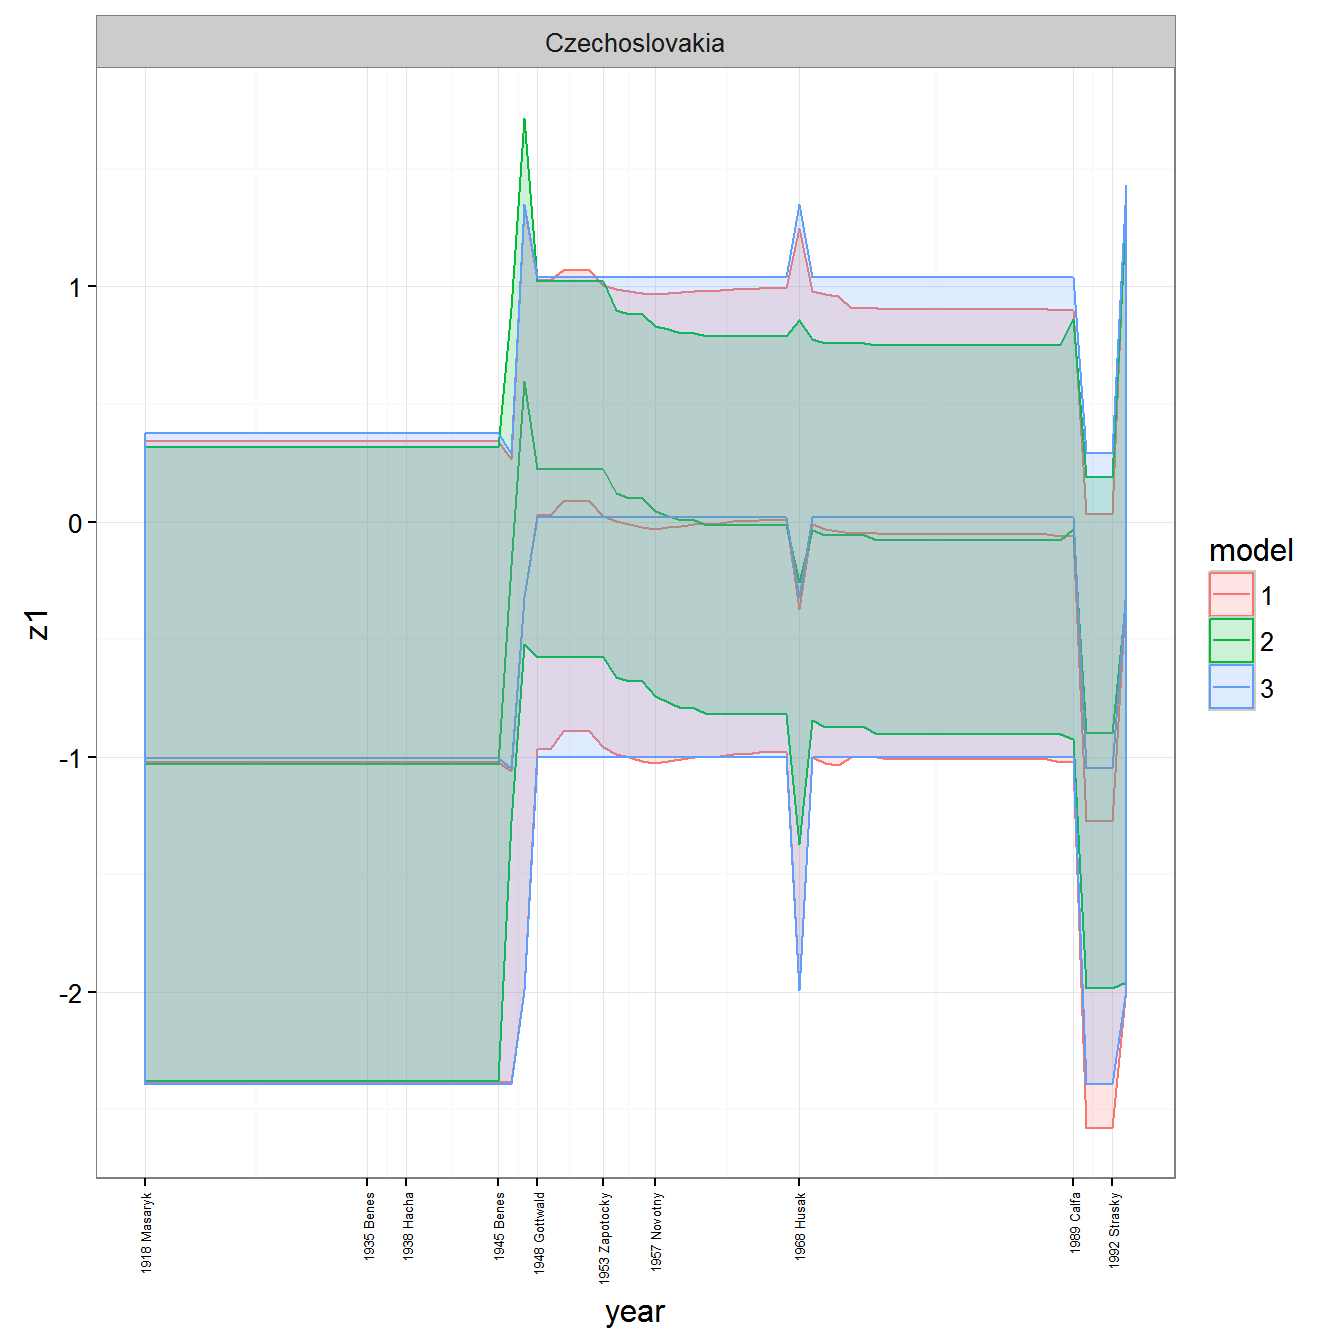 Czechoslovakia
1
0
-1
-2
z1
1918 Masaryk
1935 Benes
1938 Hacha
1945 Benes
1948 Gottwald
1953 Zapotocky
1957 Novotny
1968 Husak
1989 Calfa
1992 Strasky
year
model
1
2
3